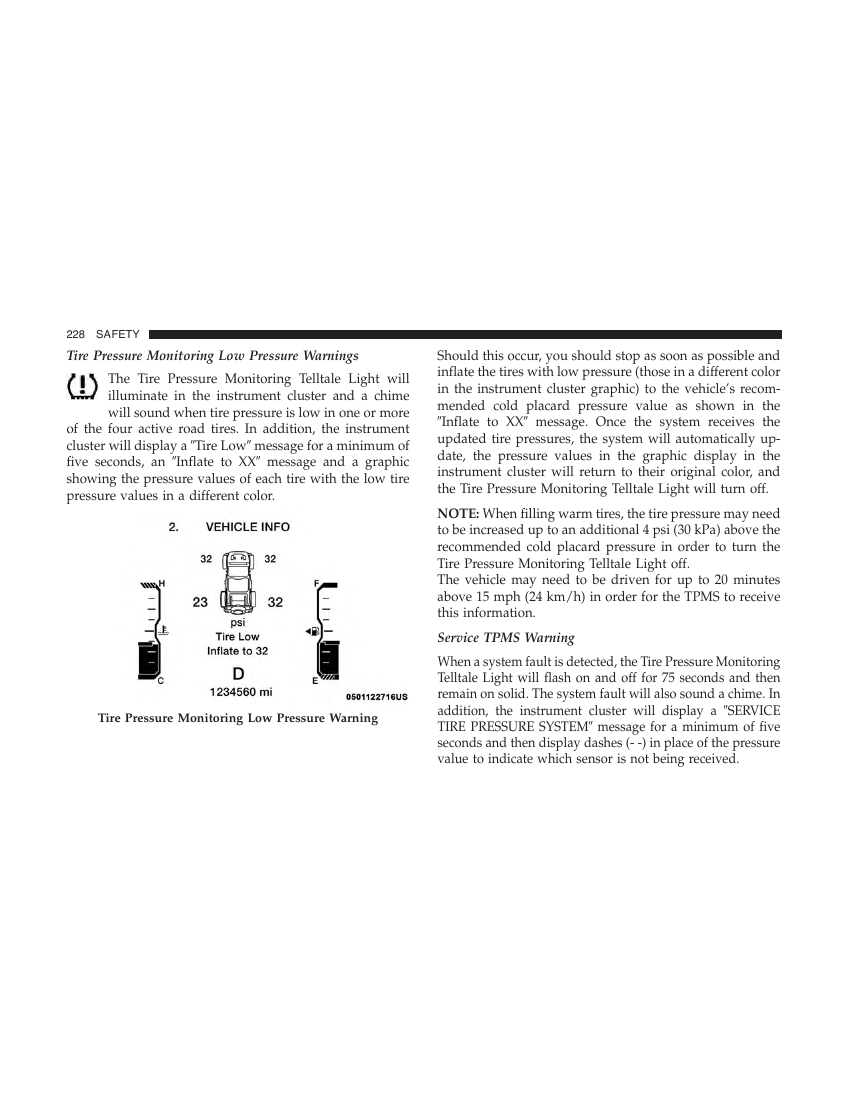 228 SAFETY
Tire Pressure Monitoring Low Pressure Warnings
The Tire Pressure Monitoring Telltale Light will
illuminate in the instrument cluster and a chime
will sound when tire pressure is low in one or more
of the four active road tires. In addition, the instrument
cluster will display a ″Tire Low″ message for a minimum of
five seconds, an ″Inflate to XX″ message and a graphic
showing the pressure values of each tire with the low tire
pressure values in a different color.
2. VEHICLE INFO
32 32
H F
23 32
psi
Tire Low
Inflate to 32
D
C E
1234560 mi
0501122716US
Tire Pressure Monitoring Low Pressure Warning
Should this occur, you should stop as soon as possible and
inflate the tires with low pressure (those in a different color
in the instrument cluster graphic) to the vehicle’s recom-
mended cold placard pressure value as shown in the
″Inflate to XX″ message. Once the system receives the
updated tire pressures, the system will automatically up-
date, the pressure values in the graphic display in the
instrument cluster will return to their original color, and
the Tire Pressure Monitoring Telltale Light will turn off.
NOTE: When filling warm tires, the tire pressure may need
to be increased up to an additional 4 psi (30 kPa) above the
recommended cold placard pressure in order to turn the
Tire Pressure Monitoring Telltale Light off.
The vehicle may need to be driven for up to 20 minutes
above 15 mph (24 km/h) in order for the TPMS to receive
this information.
Service TPMS Warning
When a system fault is detected, the Tire Pressure Monitoring
Telltale Light will flash on and off for 75 seconds and then
remain on solid. The system fault will also sound a chime. In
addition, the instrument cluster will display a ″SERVICE
TIRE PRESSURE SYSTEM″ message for a minimum of five
seconds and then display dashes (- -) in place of the pressure
value to indicate which sensor is not being received.